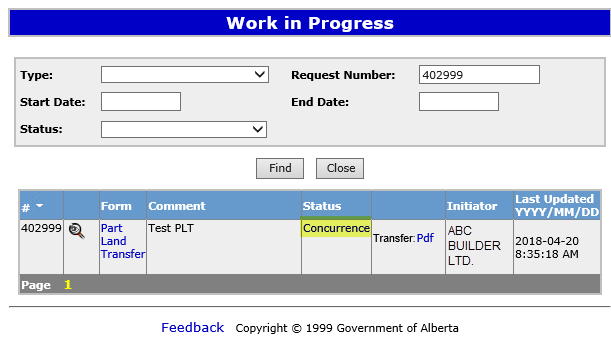 Work in Progress
Type: Request Number: 402999
Start Date: End Date:
Status:
Find Close
# Form Comment Status Initiator Last Updated YYYY/MM/DD
402999 Part Land Transfer Test PLT Concurrence Transfer: Pdf ABC BUILDER LTD. 2018-04-20 8:35:18 AM
Page 1
Feedback Copyright © 1999 Government of Alberta